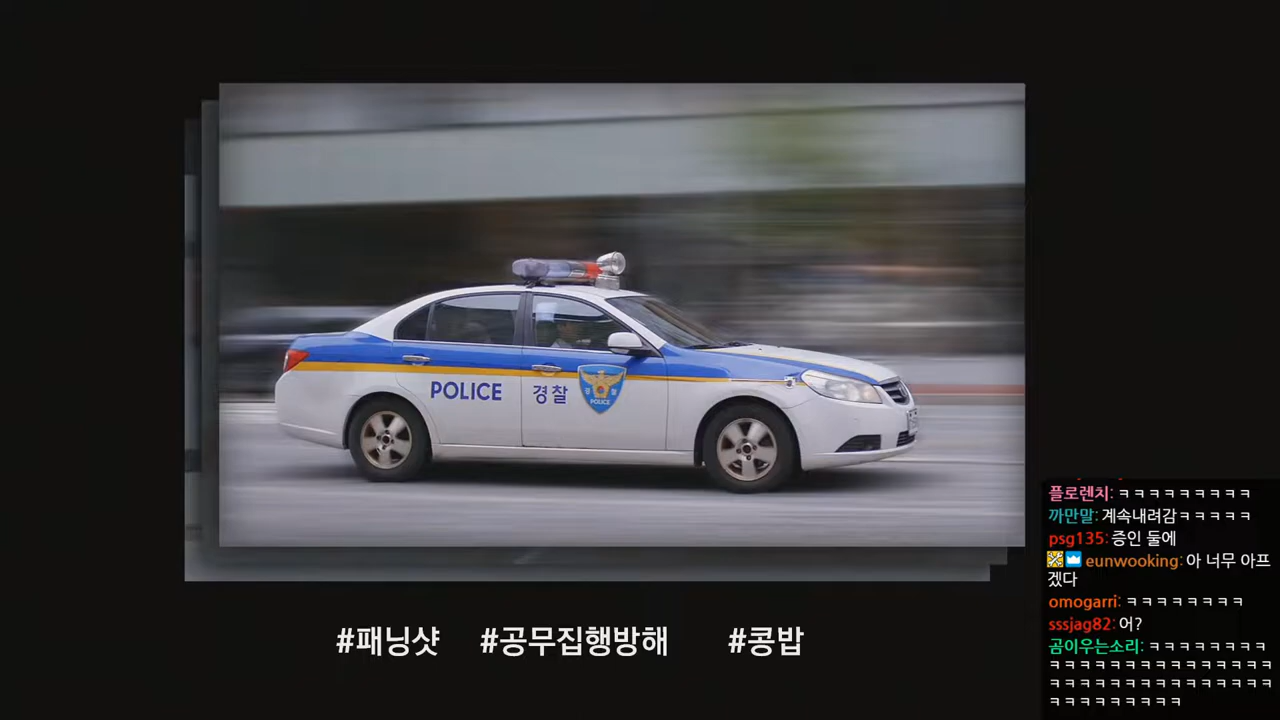 POLICE 경찰
POLICE
#패닝샷 #공무집행방해 #콩밥
플로렌치: ㅋㅋㅋㅋㅋㅋㅋㅋㅋ
까만말: 계속내려감ㅋㅋㅋㅋㅋ
psg135: 증인 둘에
eunwooking: 아 너무 아프
겠다
omogarri: ㅋㅋㅋㅋㅋㅋㅋㅋ
sssjag82: 어?
곰이우는소리: ㅋㅋㅋㅋㅋㅋㅋㅋ
ㅋㅋㅋㅋㅋㅋㅋㅋㅋㅋㅋㅋㅋㅋㅋ
ㅋㅋㅋㅋㅋㅋㅋㅋㅋㅋㅋㅋㅋㅋㅋ
ㅋㅋㅋㅋㅋㅋㅋㅋㅋ